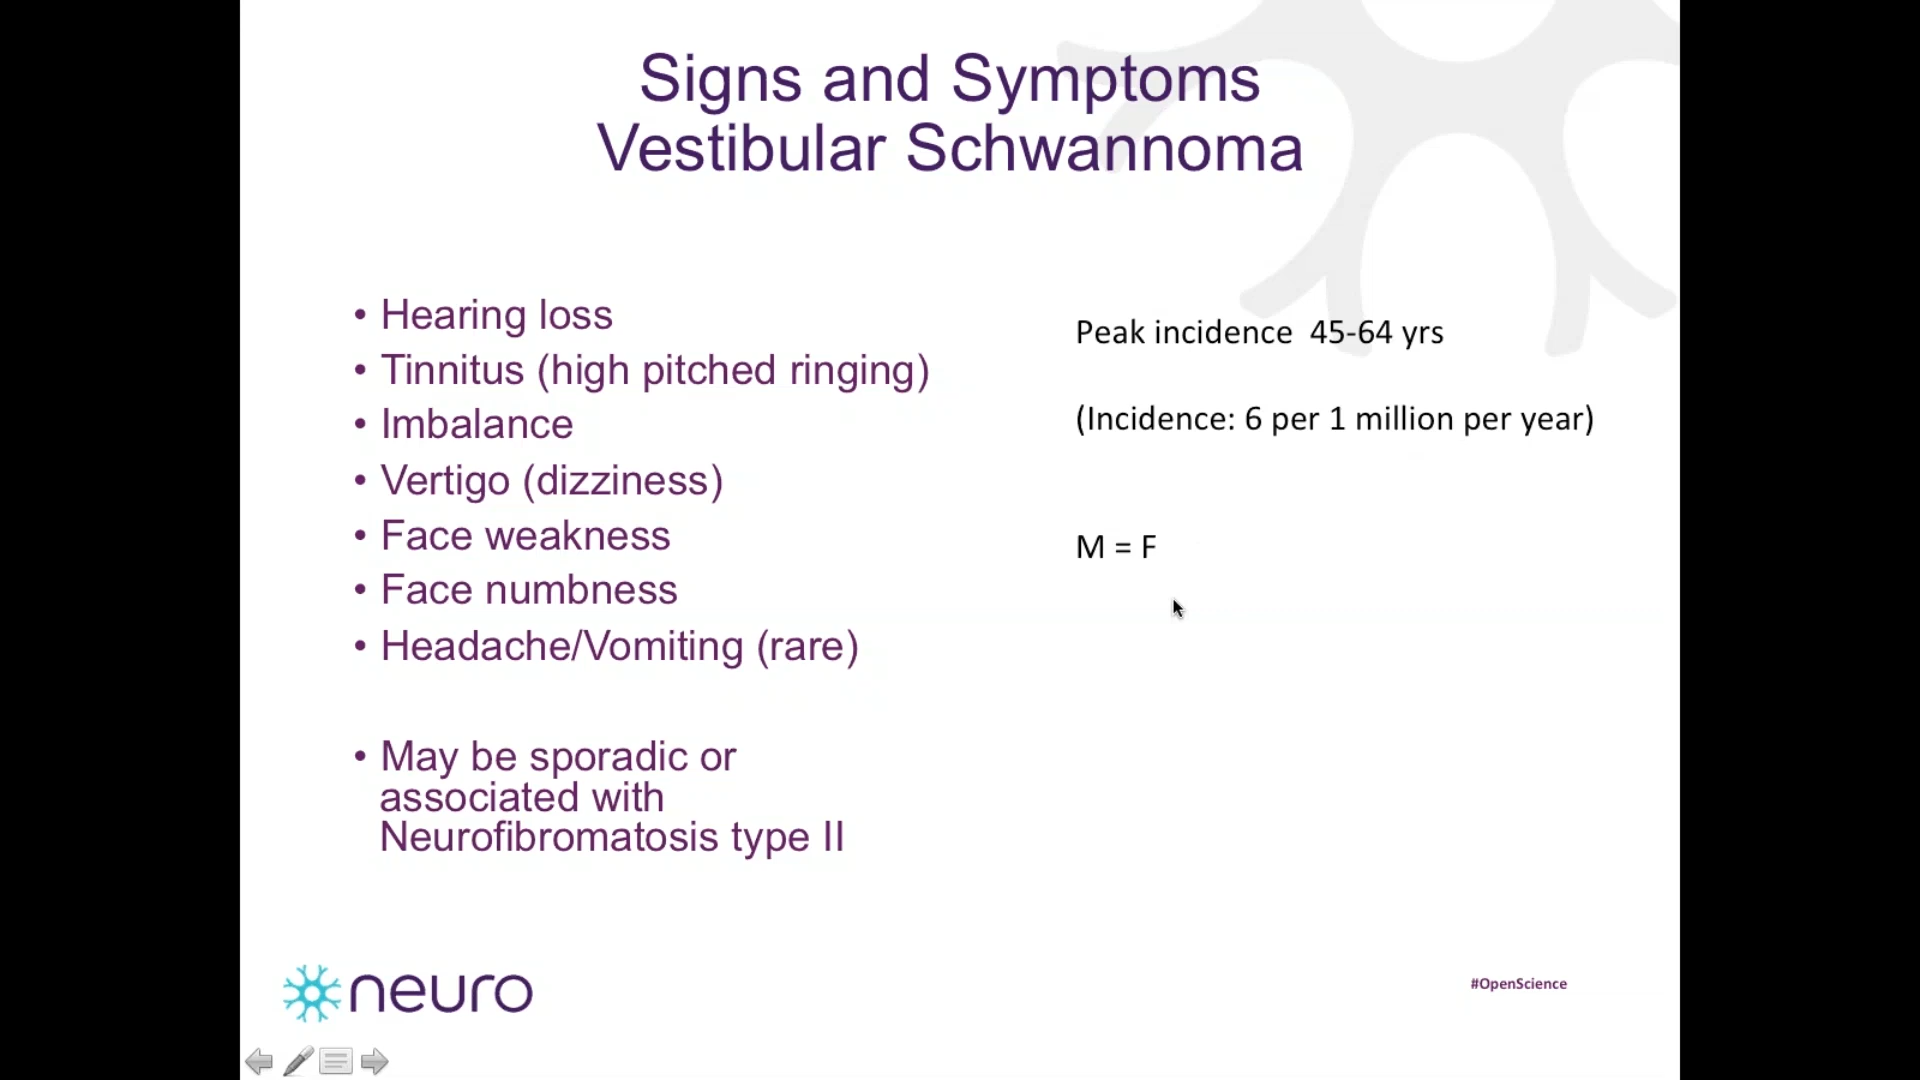 Signs and Symptoms
Vestibular Schwannoma
• Hearing loss
• Tinnitus (high pitched ringing)
• Imbalance
• Vertigo (dizziness)
• Face weakness
• Face numbness
• Headache/Vomiting (rare)
• May be sporadic or
associated with
Neurofibromatosis type II
Peak incidence  45-64 yrs
(Incidence: 6 per 1 million per year)
M = F
neuro
#OpenScience